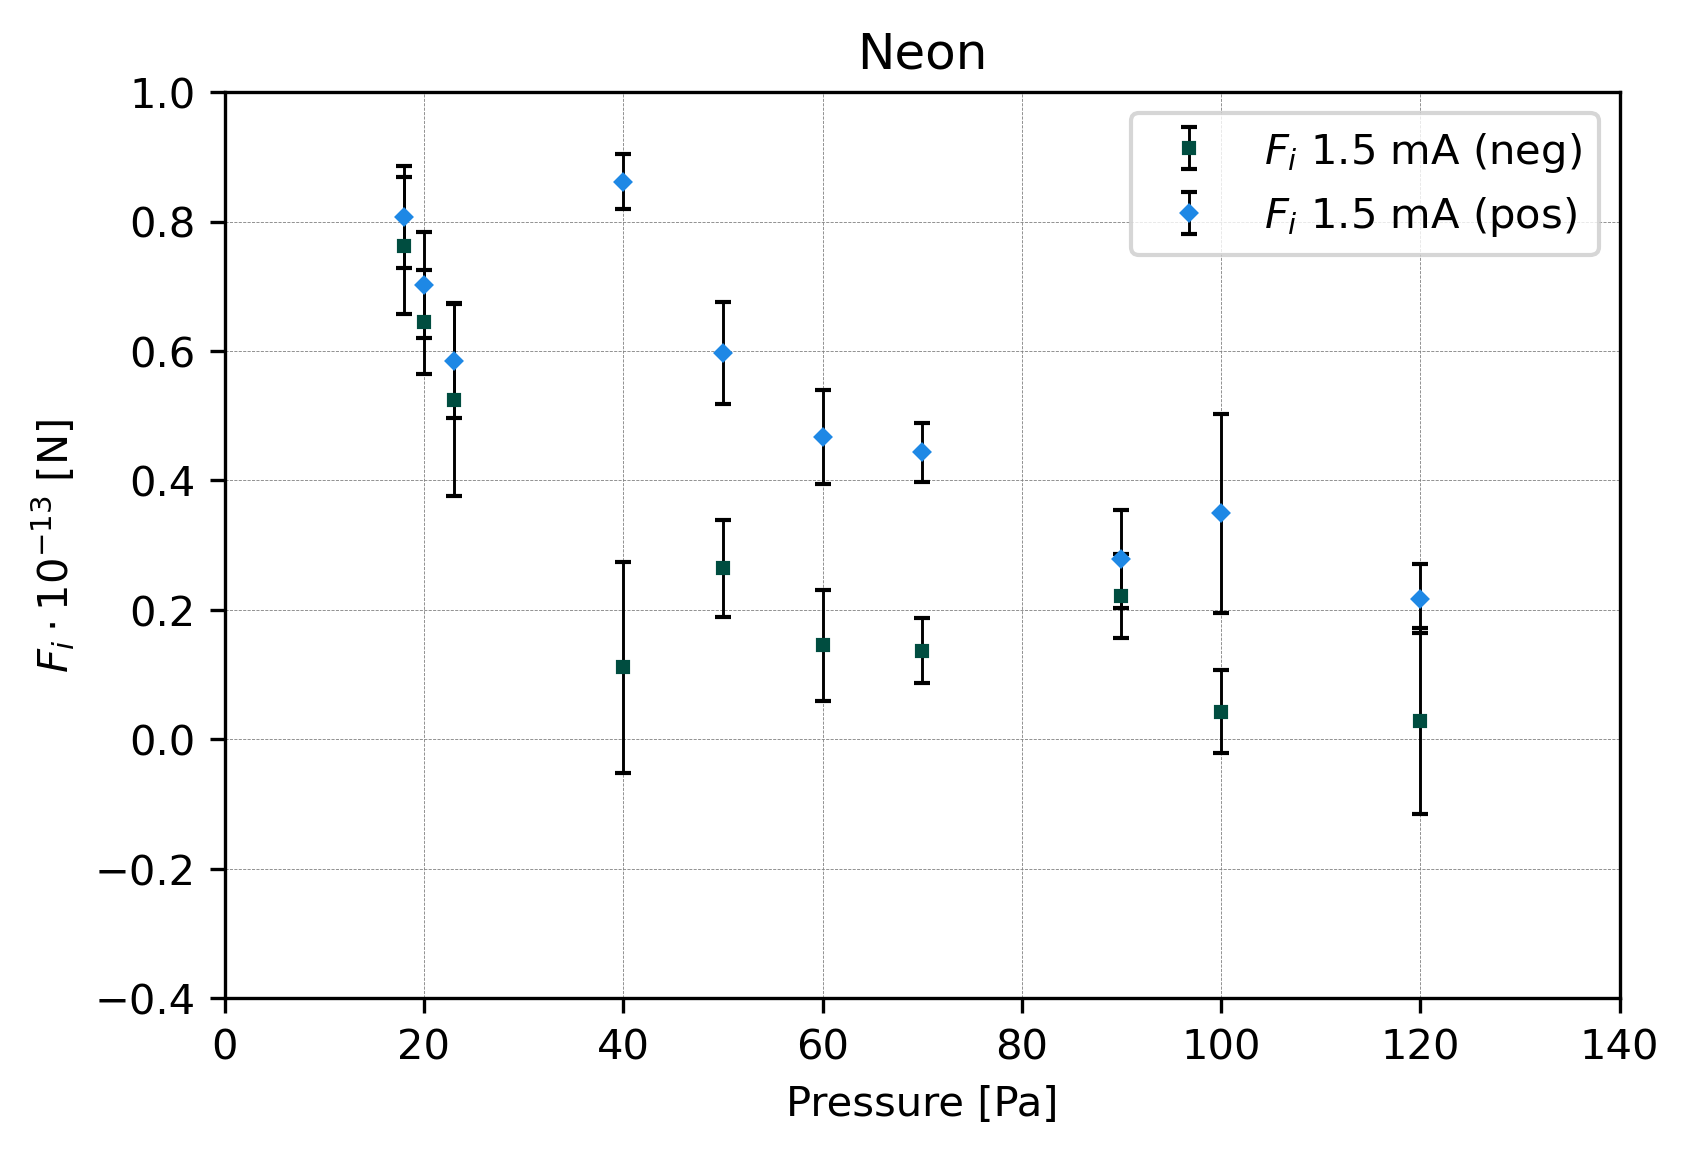 Neon
1.0
0.8
0.6
0.4
0.2
0.0
−0.2
−0.4
F_i · 10^−13 [N]
F_i 1.5 mA (neg)
F_i 1.5 mA (pos)
0 20 40 60 80 100 120 140
Pressure [Pa]